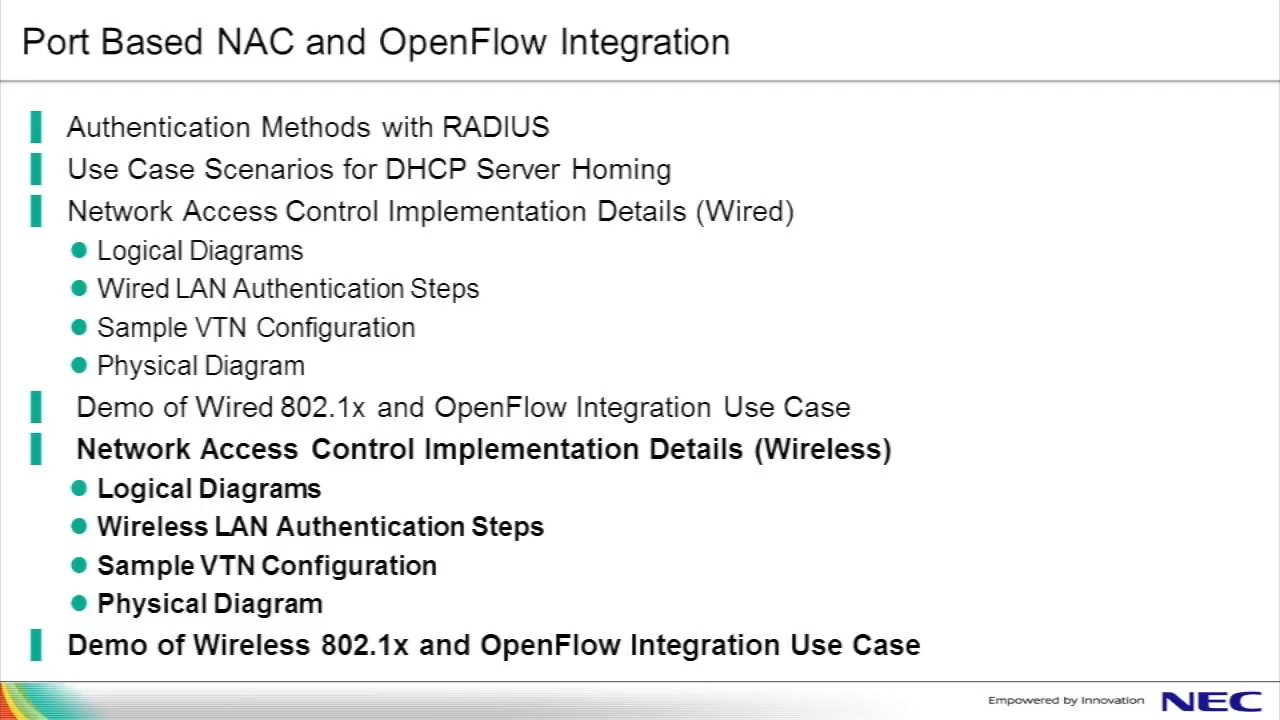 Port Based NAC and OpenFlow Integration
Authentication Methods with RADIUS
Use Case Scenarios for DHCP Server Homing
Network Access Control Implementation Details (Wired)
Logical Diagrams
Wired LAN Authentication Steps
Sample VTN Configuration
Physical Diagram
Demo of Wired 802.1x and OpenFlow Integration Use Case
Network Access Control Implementation Details (Wireless)
Logical Diagrams
Wireless LAN Authentication Steps
Sample VTN Configuration
Physical Diagram
Demo of Wireless 802.1x and OpenFlow Integration Use Case
Empowered by Innovation NEC